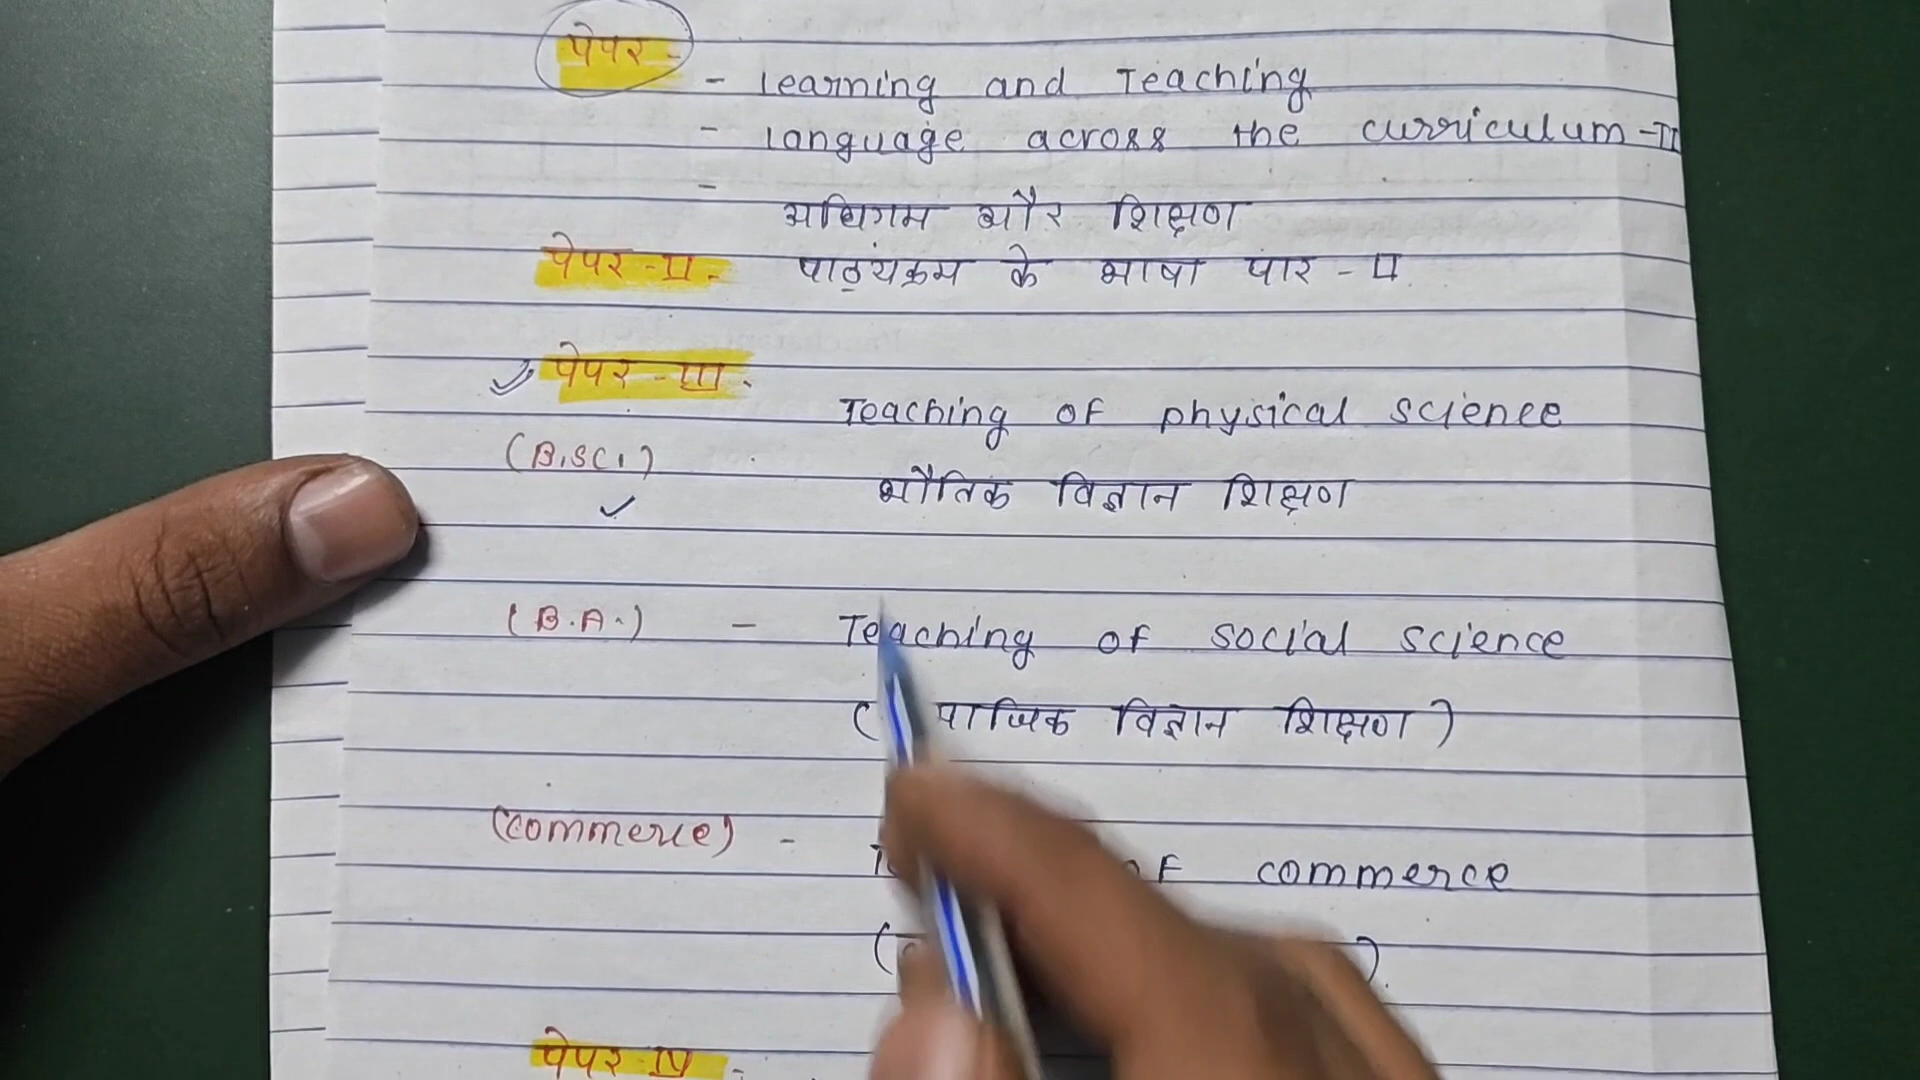 पेपर -
- Learning and Teaching
- Language across the curriculum - II
-
अधिगम और शिक्षण
पेपर - II - पाठ्यंक्रम के भाषा पार - II
पेपर - III -
Teaching of physical science
(B.SC.)
भौतिक विज्ञान शिक्षण
(B.A.) - Teaching of social science
( पाजिक विज्ञान शिक्षण )
(commerce) - of commerce
पेपर - IV -